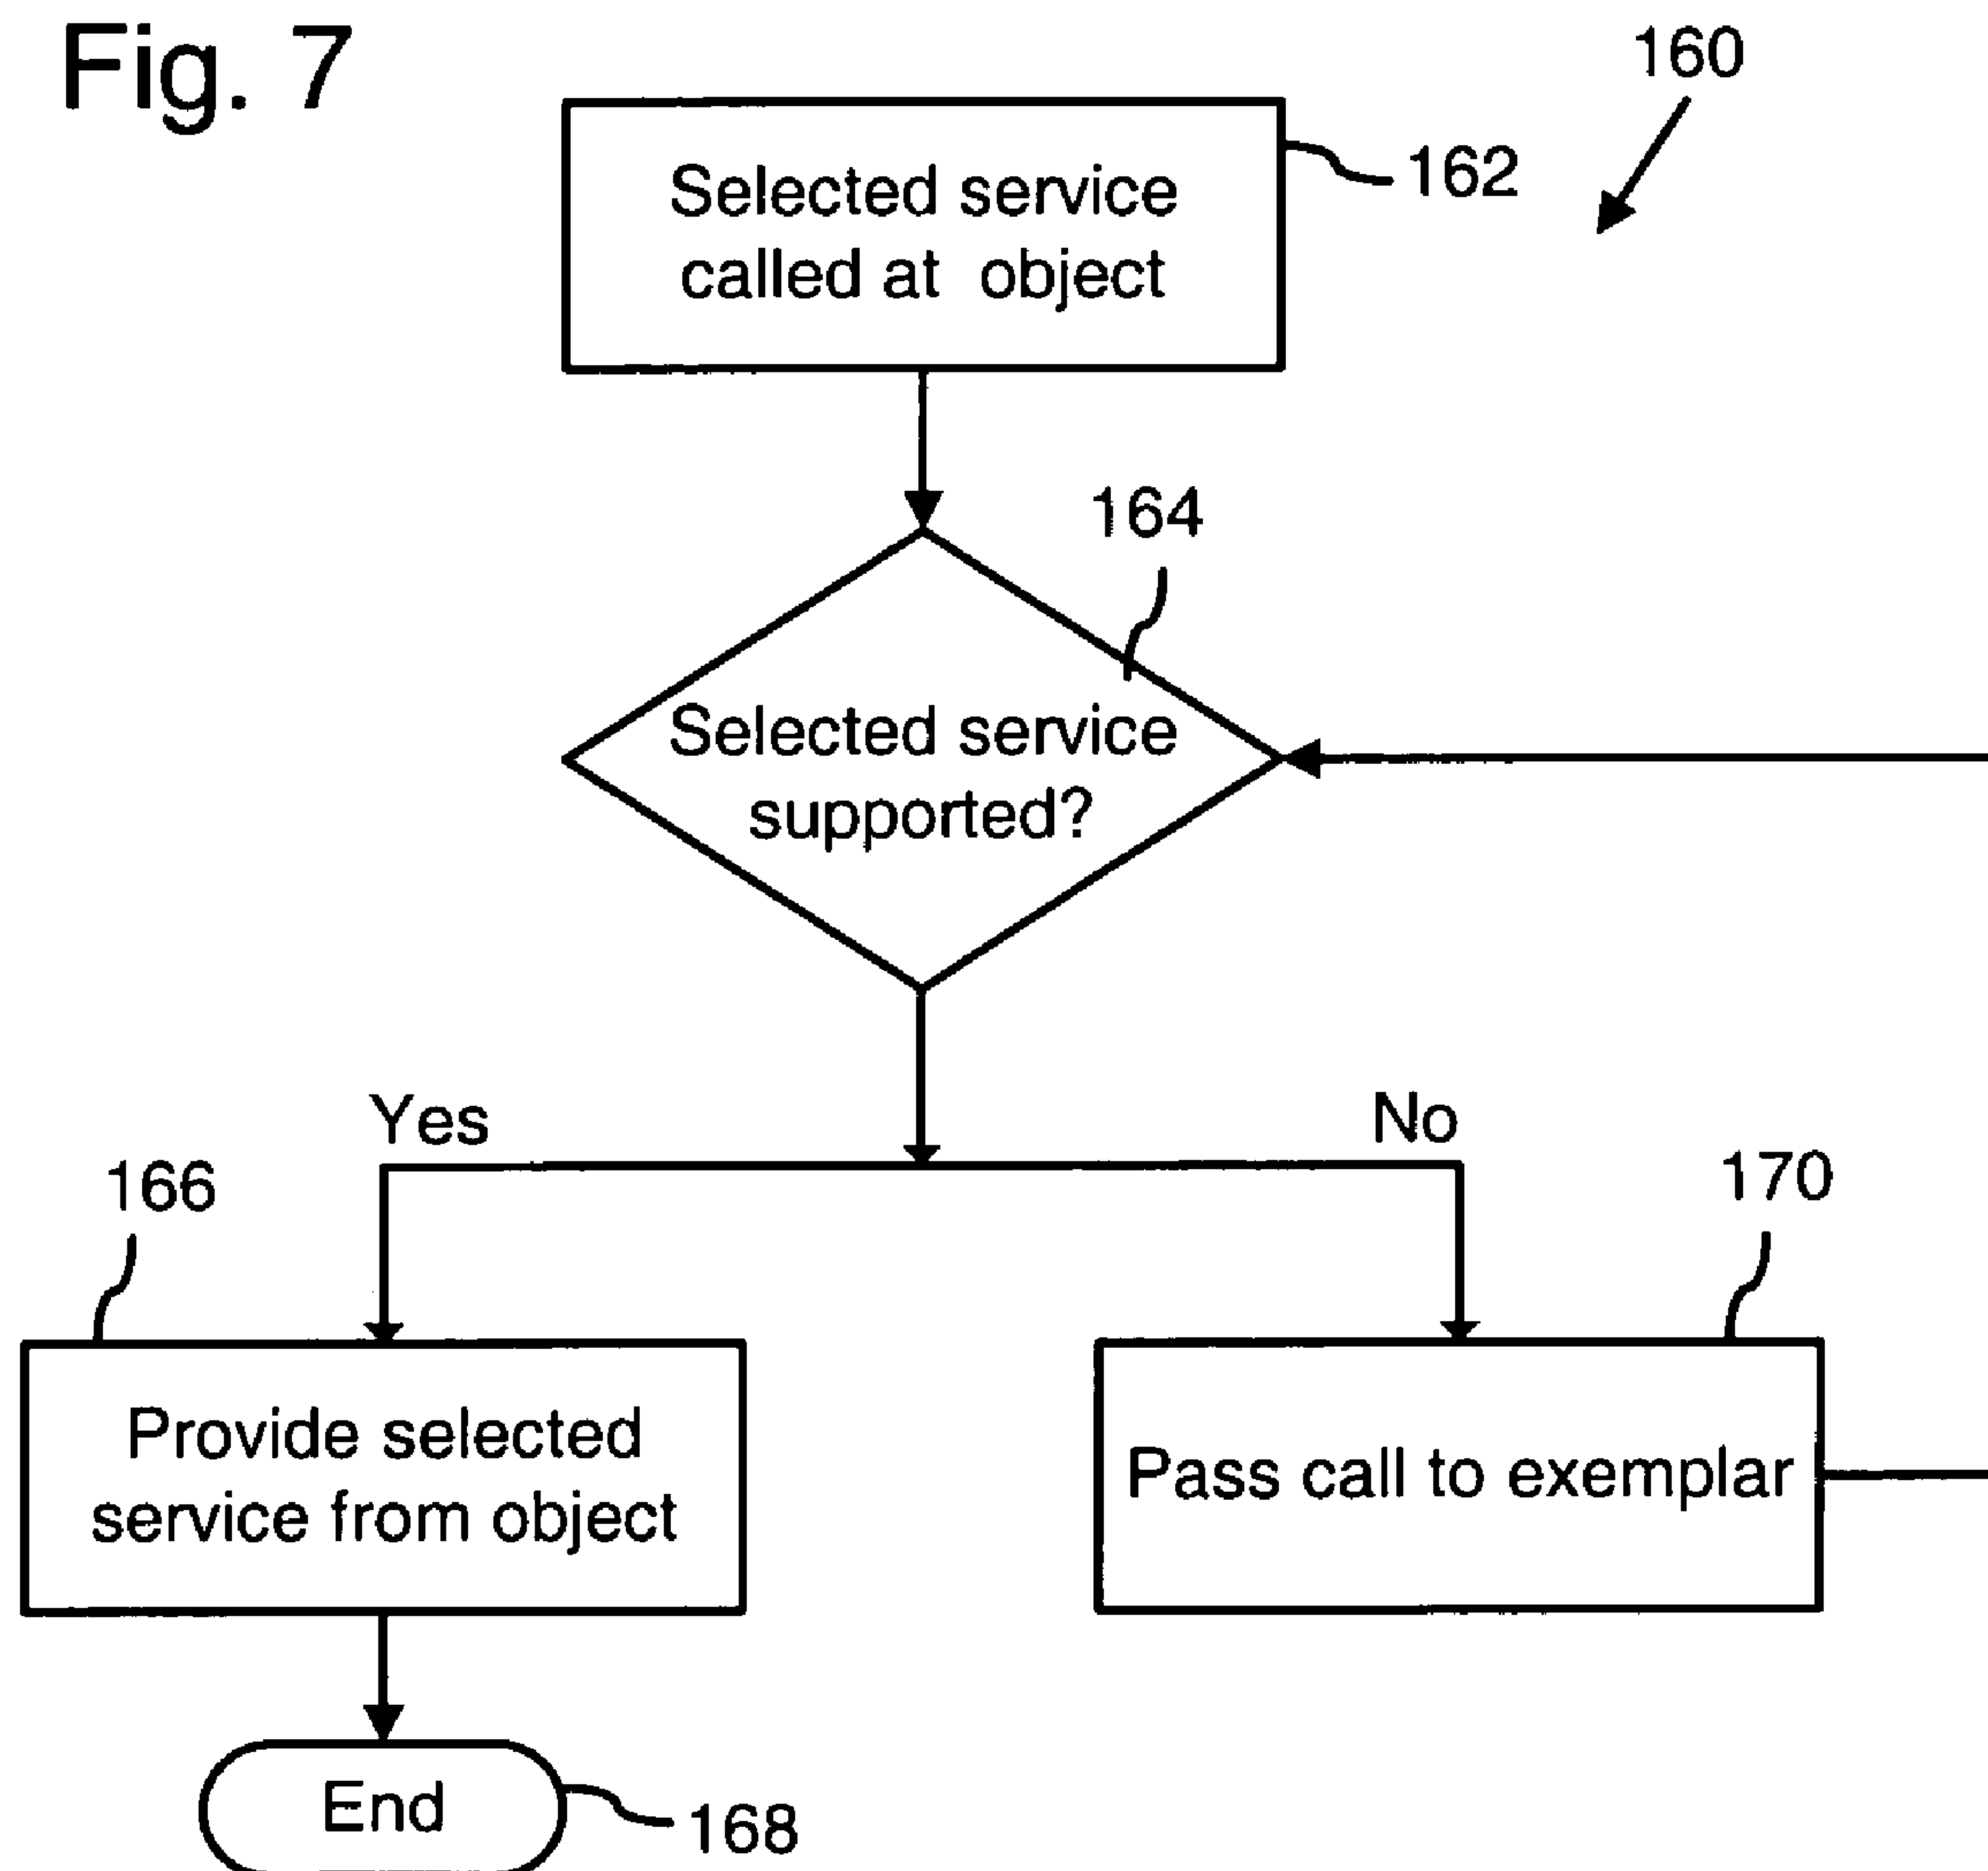 Fig. 7
160
Selected service
called at object
162
164
Selected service
supported?
Yes
No
166
170
Provide selected
service from object
Pass call to exemplar
End
168